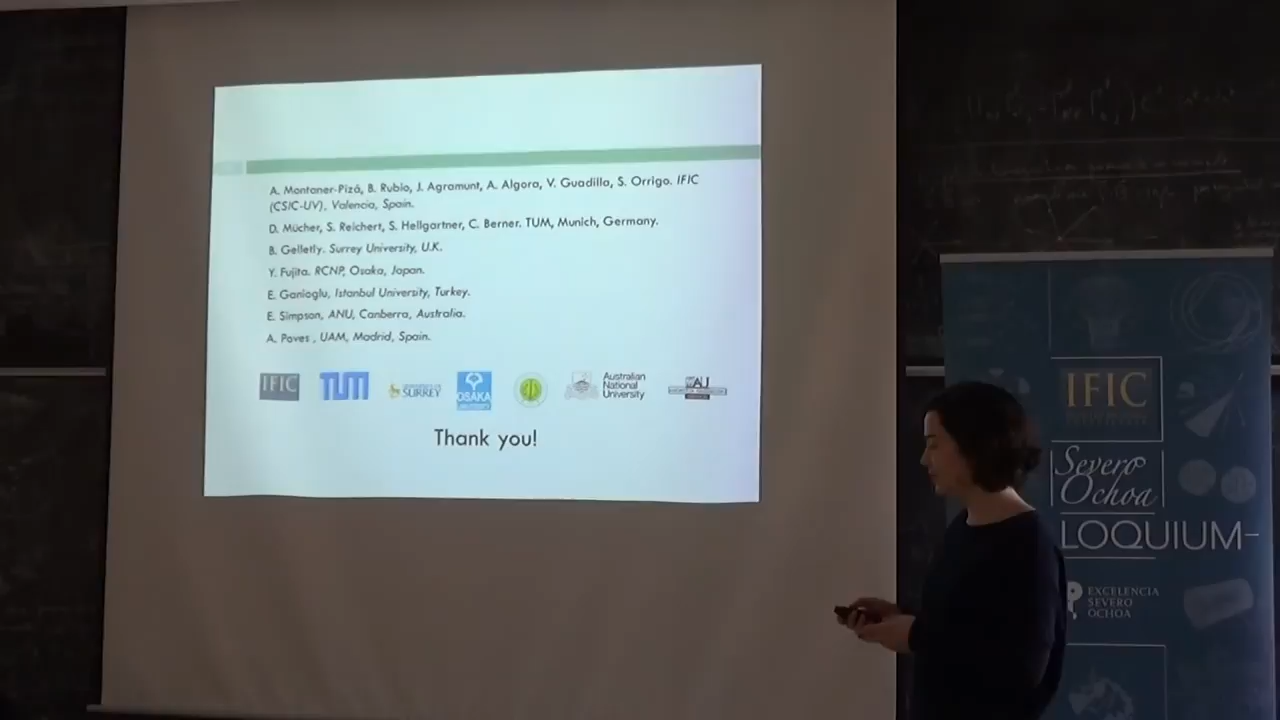 A. Montaner-Pizá, B. Rubio, J. Agramunt, A. Algora, V. Guadilla, S. Orrigo. IFIC
(CSIC-UV), Valencia, Spain.
D. Mücher, S. Reichert, S. Hellgartner, C. Berner. TUM, Munich, Germany.
B. Gelletly. Surrey University, U.K.
Y. Fujita. RCNP, Osaka, Japan.
E. Ganioglu, Istanbul University, Turkey.
E. Simpson, ANU, Canberra, Australia.
A. Poves , UAM, Madrid, Spain.
IFIC
TUM
SURREY
OSAKA
Australian
National
University
Thank you!
IFIC
Severo
Ochoa
LOQUIUM-
EXCELENCIA
SEVERO
OCHOA